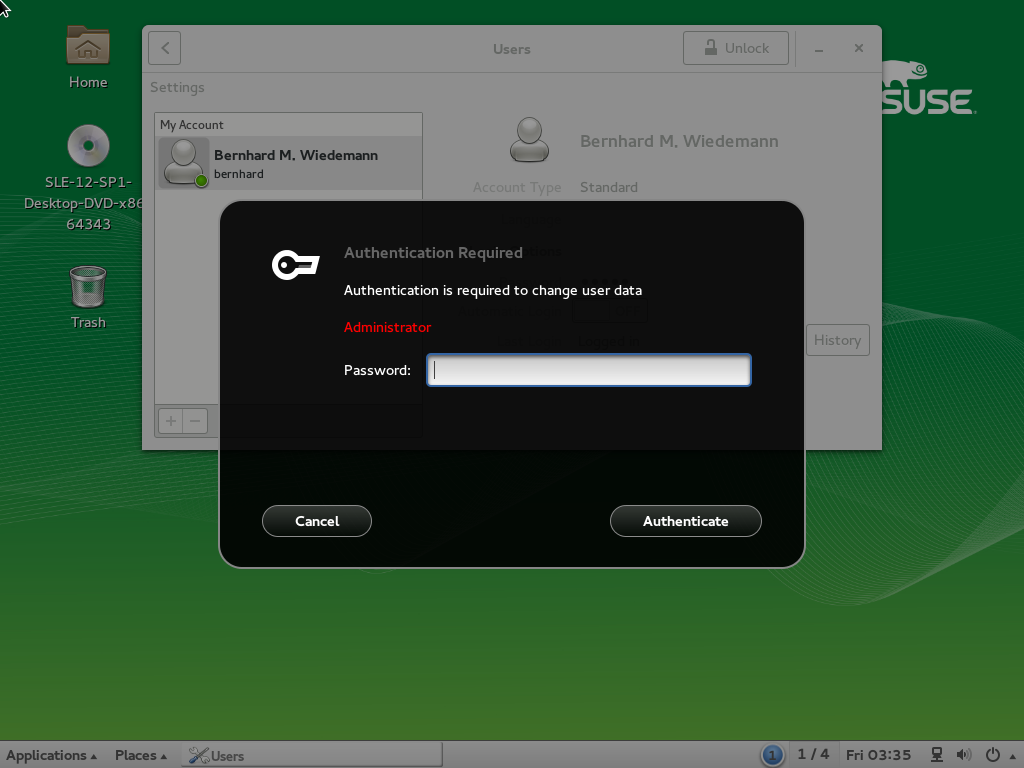 Home
SLE-12-SP1-
Desktop-DVD-x86
64343
Trash
Users
Unlock
SUSE
Settings
My Account
Bernhard M. Wiedemann
bernhard
Bernhard M. Wiedemann
Account Type Standard
Authentication Required
Authentication is required to change user data
Administrator
Password:
History
Cancel
Authenticate
Applications
Places
Users
1
1 / 4
Fri 03:35